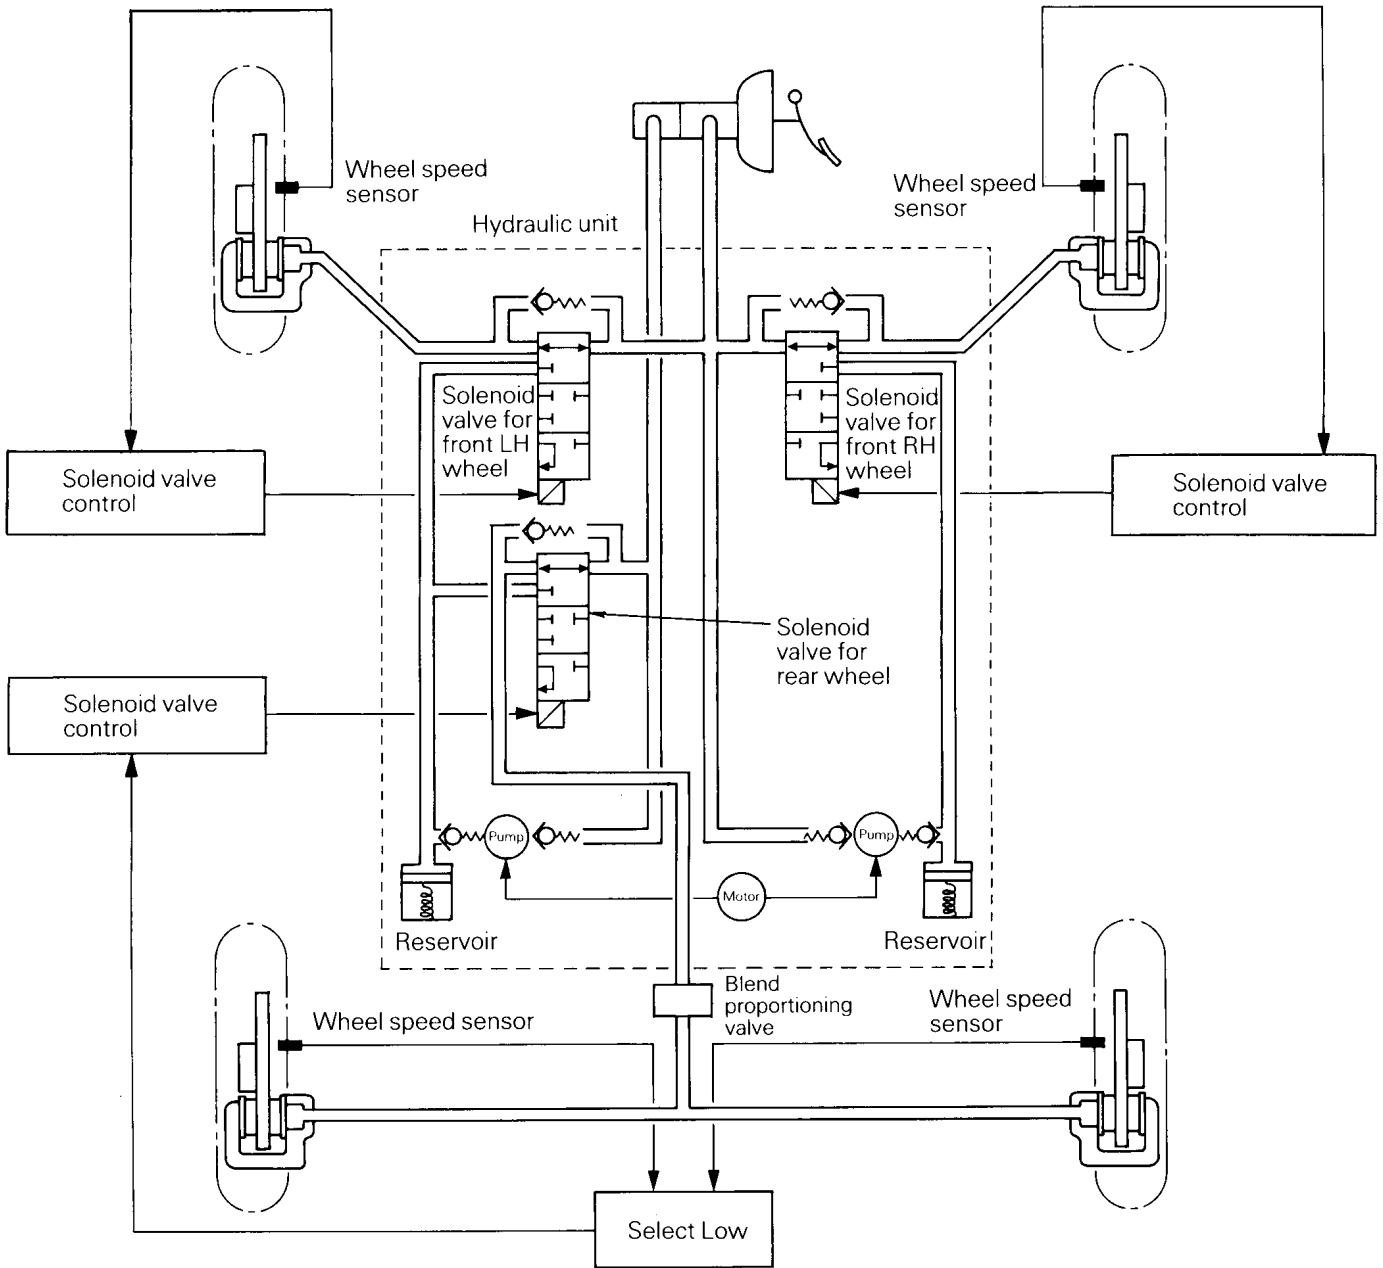 Wheel speed
sensor
Wheel speed
sensor
Hydraulic unit
Solenoid
valve for
front LH
wheel
Solenoid
valve for
front RH
wheel
Solenoid valve
control
Solenoid valve
control
Solenoid
valve for
rear wheel
Solenoid valve
control
Pump
Pump
Motor
Reservoir
Reservoir
Blend
proportioning
valve
Wheel speed sensor
Wheel speed
sensor
Select Low